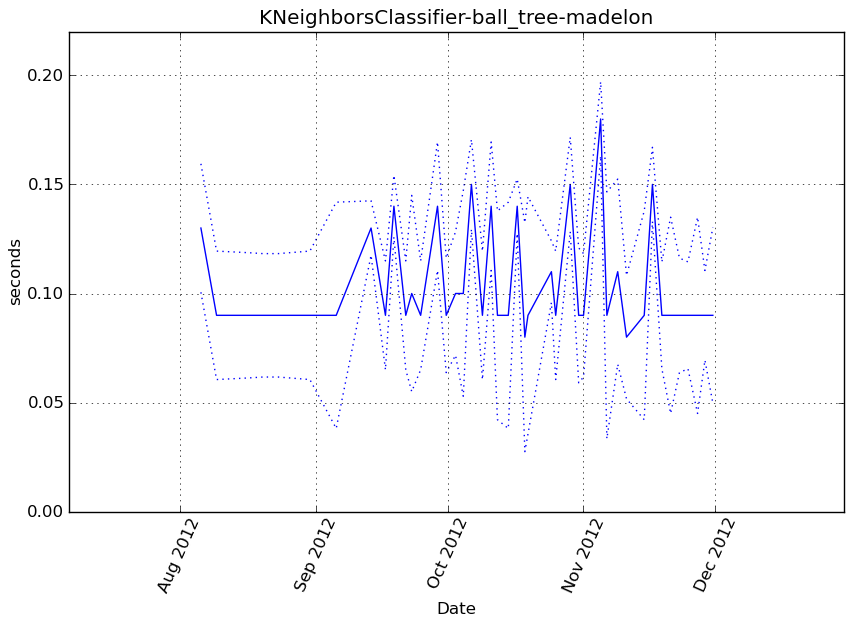 KNeighborsClassifier-ball_tree-madelon
0.20
0.15
0.10
0.05
0.00
seconds
Aug 2012
Sep 2012
Oct 2012
Nov 2012
Dec 2012
Date